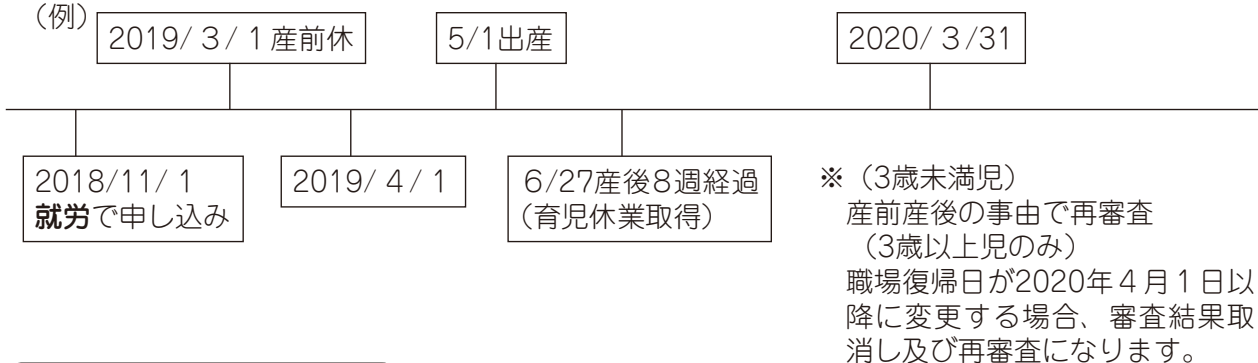 (例)
2019/ 3 / 1 産前休
5/1出産
2020/ 3 /31
2018/11/ 1
就労で申し込み
2019/ 4 / 1
6/27産後8週経過
(育児休業取得)
※(3歳未満児)
産前産後の事由で再審査
(3歳以上児のみ)
職場復帰日が2020年4月1日以
降に変更する場合、審査結果取
消し及び再審査になります。